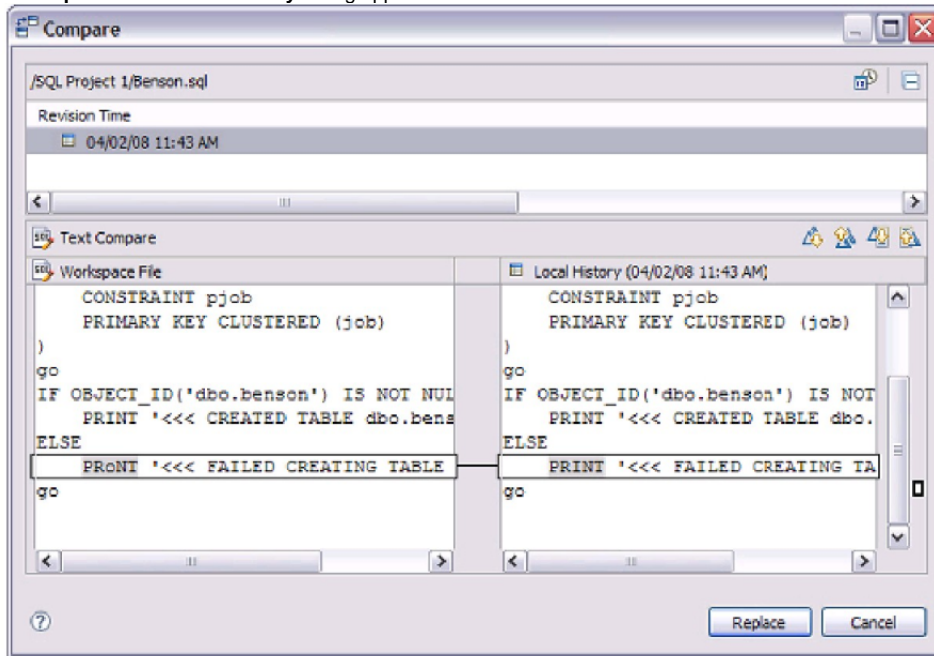 Compare
/SQL Project 1/Benson.sql
Revision Time
04/02/08 11:43 AM
Text Compare
Workspace File
Local History (04/02/08 11:43 AM)
CONSTRAINT pjob
PRIMARY KEY CLUSTERED (job)
)
go
IF OBJECT_ID('dbo.benson') IS NOT NUL
PRINT '<<< CREATED TABLE dbo.bens
ELSE
PRoNT '<<< FAILED CREATING TABLE
go
CONSTRAINT pjob
PRIMARY KEY CLUSTERED (job)
)
go
IF OBJECT_ID('dbo.benson') IS NOT
PRINT '<<< CREATED TABLE dbo.
ELSE
PRINT '<<< FAILED CREATING TA
go
Replace
Cancel